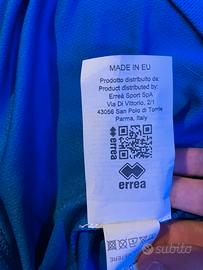 MADE IN EU
Prodotto distribuito da:
Product distributed by:
Erreà Sport SpA
Via Di Vittorio, 2/1
43056 San Polo di Torrile
Parma, Italy
errea
errea
subito